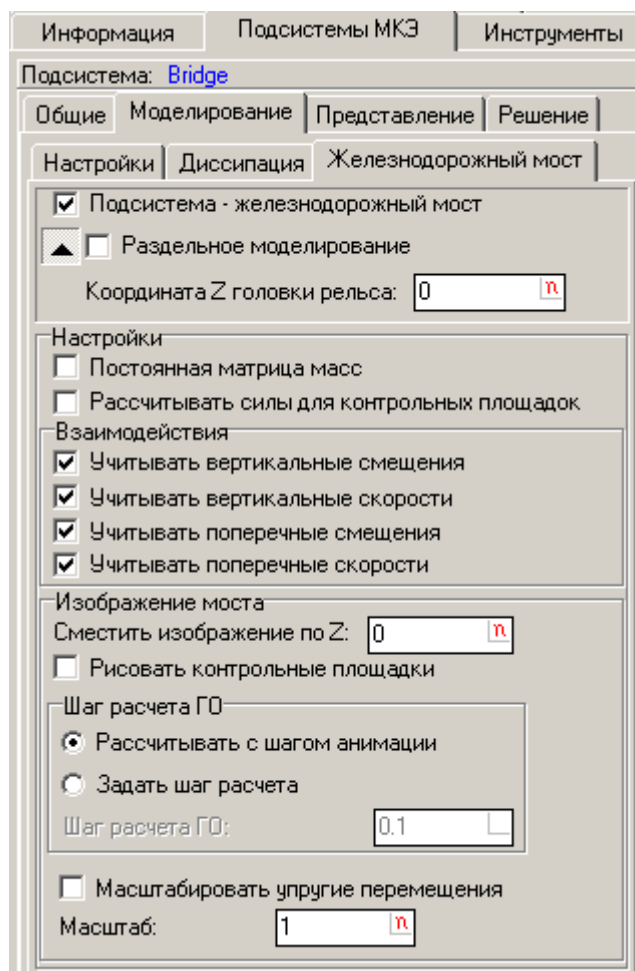 Информация Подсистемы МКЭ Инструменты
Подсистема: Bridge
Общие Моделирование Представление Решение
Настройки Диссипация Железнодорожный мост
Подсистема - железнодорожный мост
Раздельное моделирование
Координата Z головки рельса: 0 n
Настройки
Постоянная матрица масс
Рассчитывать силы для контрольных площадок
Взаимодействия
Учитывать вертикальные смещения
Учитывать вертикальные скорости
Учитывать поперечные смещения
Учитывать поперечные скорости
Изображение моста
Сместить изображение по Z: 0 n
Рисовать контрольные площадки
Шаг расчета ГО
Рассчитывать с шагом анимации
Задать шаг расчета
Шаг расчета ГО: 0.1
Масштабировать упругие перемещения
Масштаб: 1 n